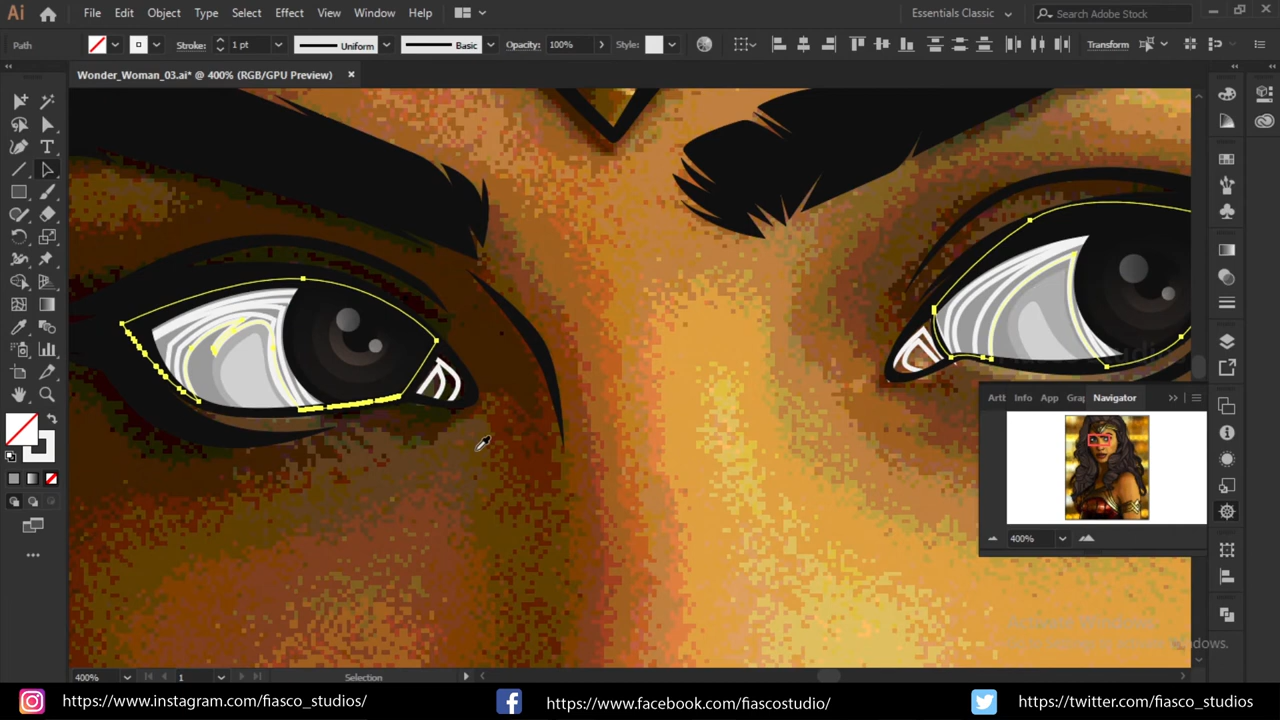 Ai File Edit Object Type Select Effect View Window Help Essentials Classic Search Adobe Stock
Path Stroke: 1 pt Uniform Basic Opacity: 100% Style: Transform
Wonder_Woman_03.ai* @ 400% (RGB/GPU Preview)
Info App Navigator
400%
400% 1 Selection
https://www.instagram.com/fiasco_studios/ https://www.facebook.com/fiascostudio/ https://twitter.com/fiasco_studios